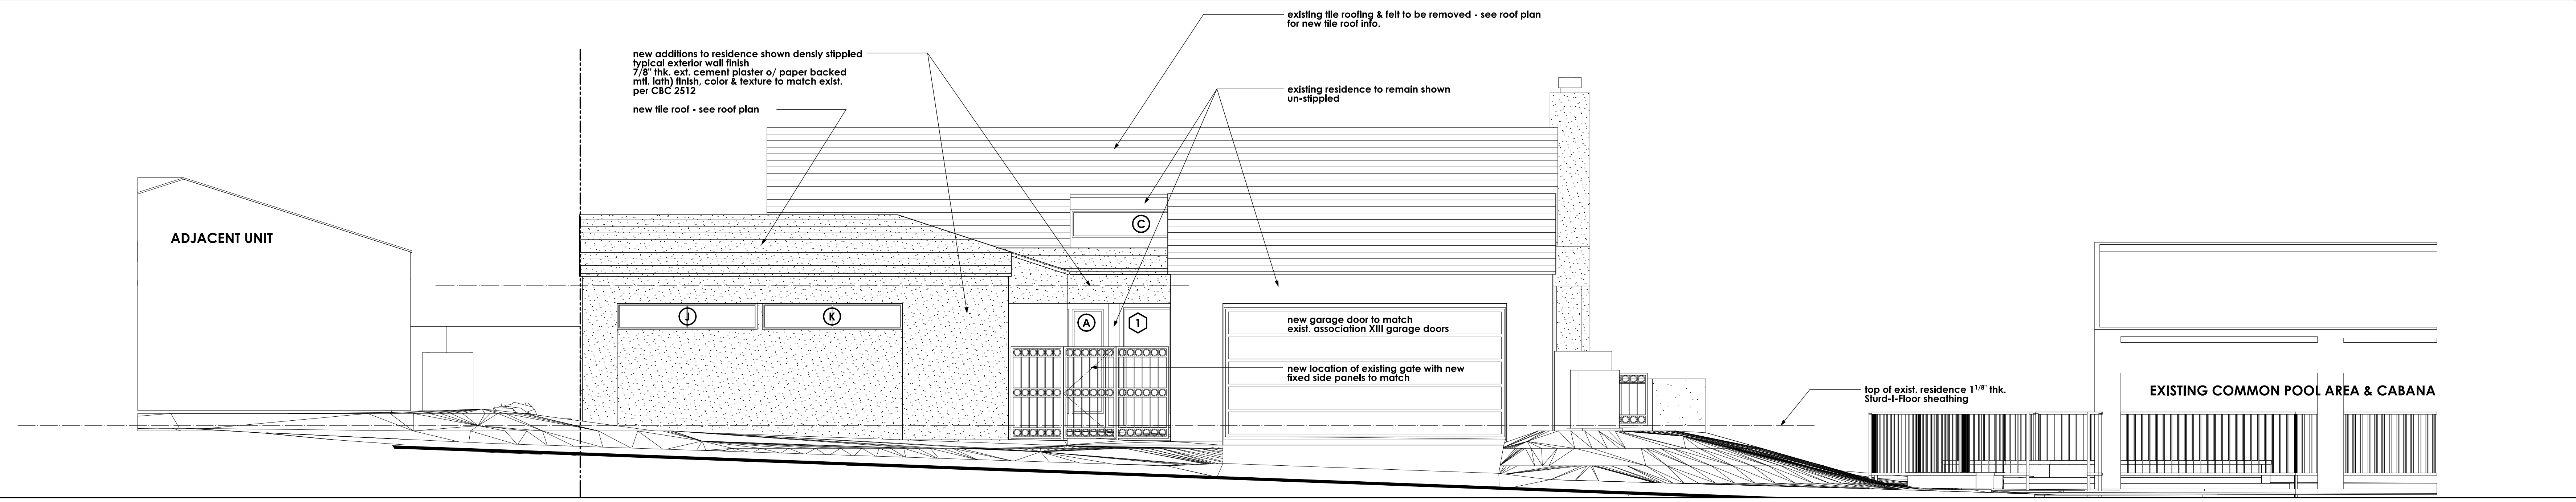 existing tile roofing & felt to be removed - see roof plan
for new tile roof info.
new additions to residence shown densly stippled
typical exterior wall finish
7/8" thk. ext. cement plaster o/ paper backed
mtl. lath) finish, color & texture to match exist.
per CBC 2512
new tile roof - see roof plan
existing residence to remain shown
un-stippled
ADJACENT UNIT
C
J
K
A
1
new garage door to match
exist. association XIII garage doors
new location of existing gate with new
fixed side panels to match
top of exist. residence 1 1/8" thk.
Sturd-I-Floor sheathing
EXISTING COMMON POOL AREA & CABANA